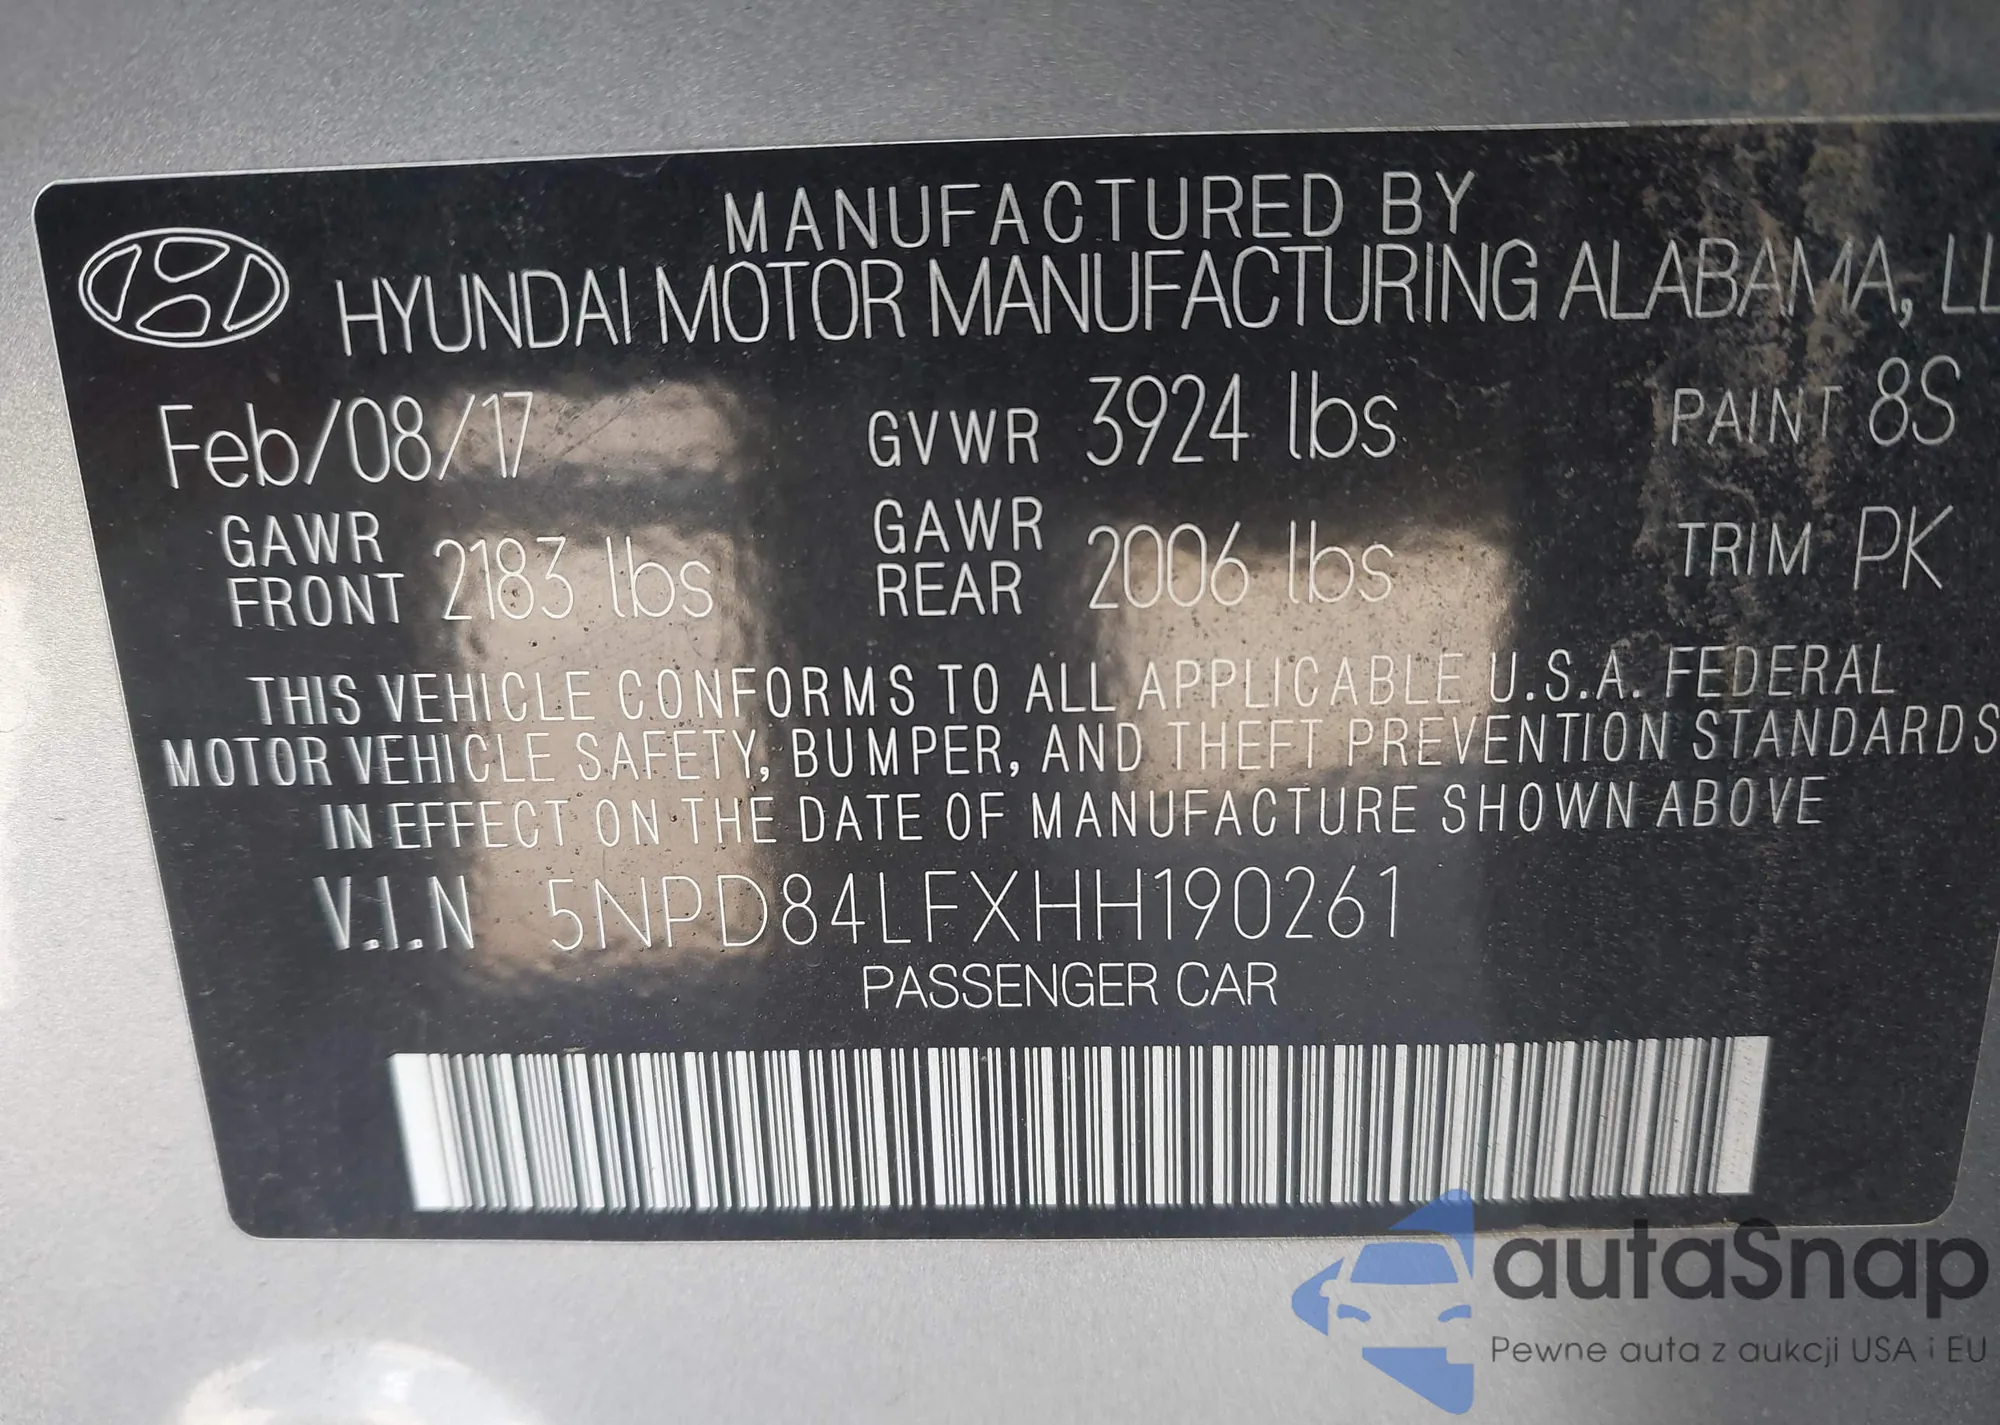 MANUFACTURED BY
HYUNDAI MOTOR MANUFACTURING ALABAMA, LL
Feb/08/17 GVWR 3924 lbs PAINT 8S
GAWR FRONT 2183 lbs GAWR REAR 2006 lbs TRIM PK
THIS VEHICLE CONFORMS TO ALL APPLICABLE U.S.A. FEDERAL
MOTOR VEHICLE SAFETY, BUMPER, AND THEFT PREVENTION STANDARDS
IN EFFECT ON THE DATE OF MANUFACTURE SHOWN ABOVE
V.I.N 5NPD84LFXHH190261
PASSENGER CAR
autaSnap
Pewne auta z aukcji USA i EU